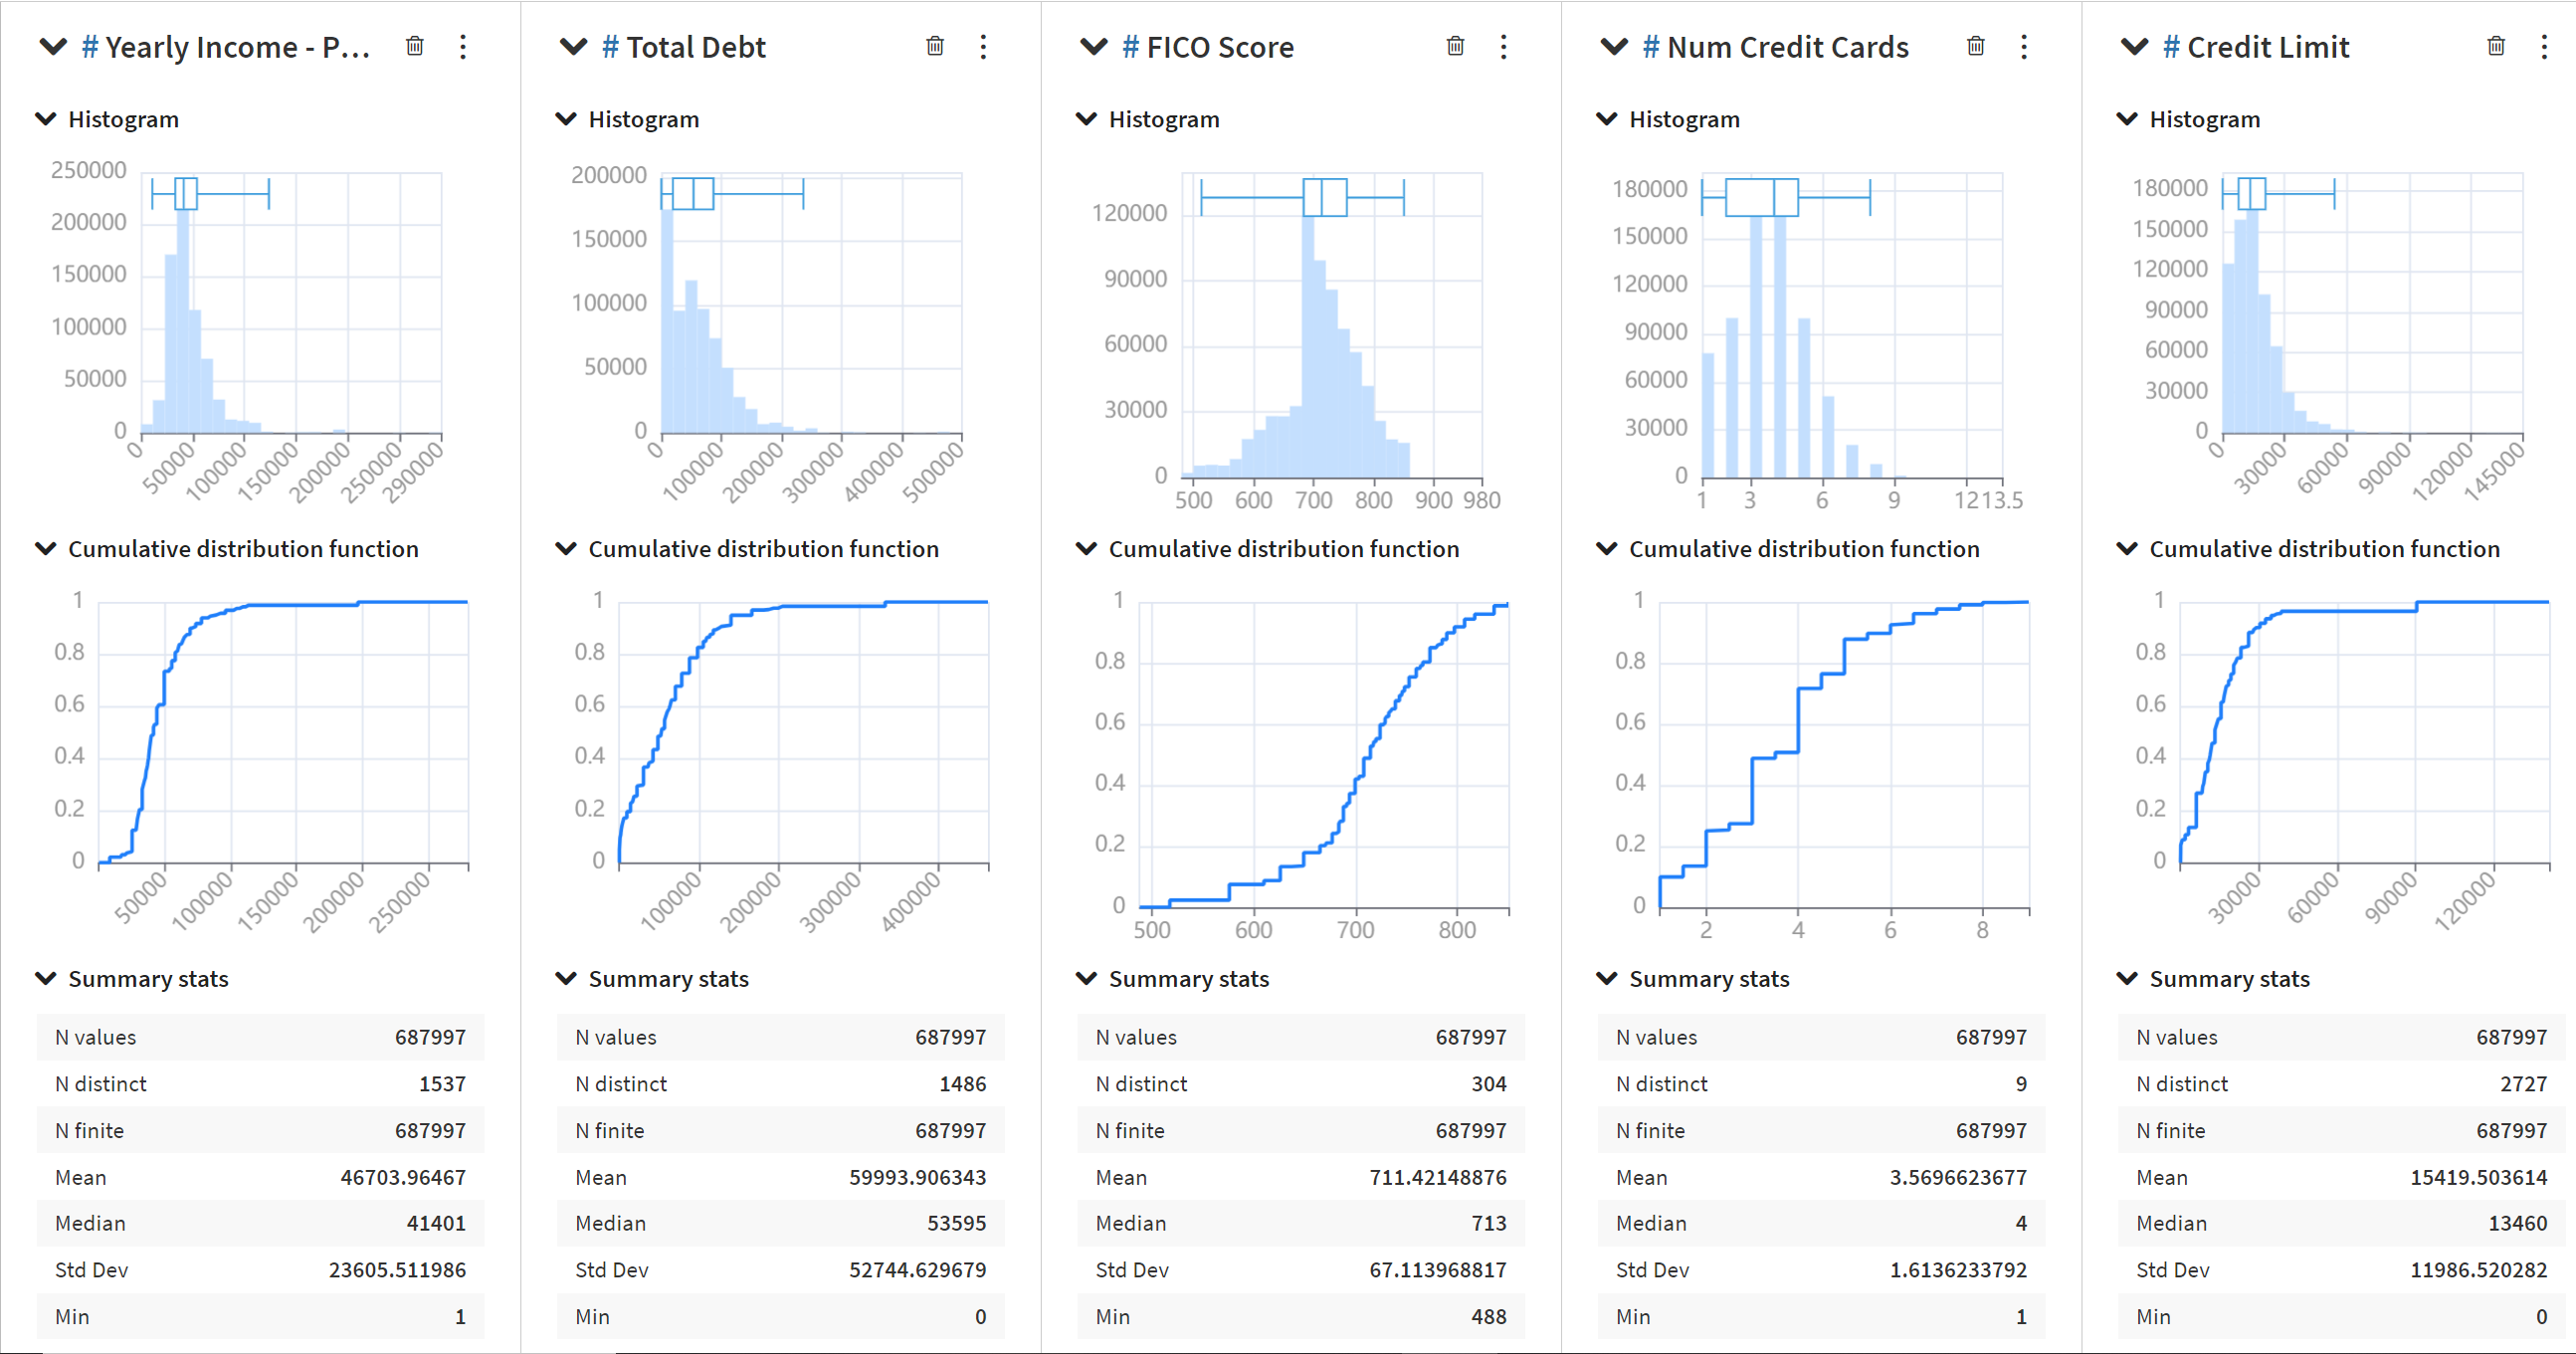 # Yearly Income - P...
Histogram
250000
200000
150000
100000
50000
0
0 50000 100000 150000 200000 250000 290000
Cumulative distribution function
1
0.8
0.6
0.4
0.2
0
50000 100000 150000 200000 250000
Summary stats
N values 687997
N distinct 1537
N finite 687997
Mean 46703.96467
Median 41401
Std Dev 23605.511986
Min 1
# Total Debt
Histogram
200000
150000
100000
50000
0
0 100000 200000 300000 400000 500000
Cumulative distribution function
1
0.8
0.6
0.4
0.2
0
100000 200000 300000 400000
Summary stats
N values 687997
N distinct 1486
N finite 687997
Mean 59993.906343
Median 53595
Std Dev 52744.629679
Min 0
# FICO Score
Histogram
120000
90000
60000
30000
0
500 600 700 800 900 980
Cumulative distribution function
1
0.8
0.6
0.4
0.2
0
500 600 700 800
Summary stats
N values 687997
N distinct 304
N finite 687997
Mean 711.42148876
Median 713
Std Dev 67.113968817
Min 488
# Num Credit Cards
Histogram
180000
150000
120000
90000
60000
30000
0
1 3 6 9 12 13.5
Cumulative distribution function
1
0.8
0.6
0.4
0.2
0
2 4 6 8
Summary stats
N values 687997
N distinct 9
N finite 687997
Mean 3.5696623677
Median 4
Std Dev 1.6136233792
Min 1
# Credit Limit
Histogram
180000
150000
120000
90000
60000
30000
0
0 30000 60000 90000 120000 145000
Cumulative distribution function
1
0.8
0.6
0.4
0.2
0
30000 60000 90000 120000
Summary stats
N values 687997
N distinct 2727
N finite 687997
Mean 15419.503614
Median 13460
Std Dev 11986.520282
Min 0